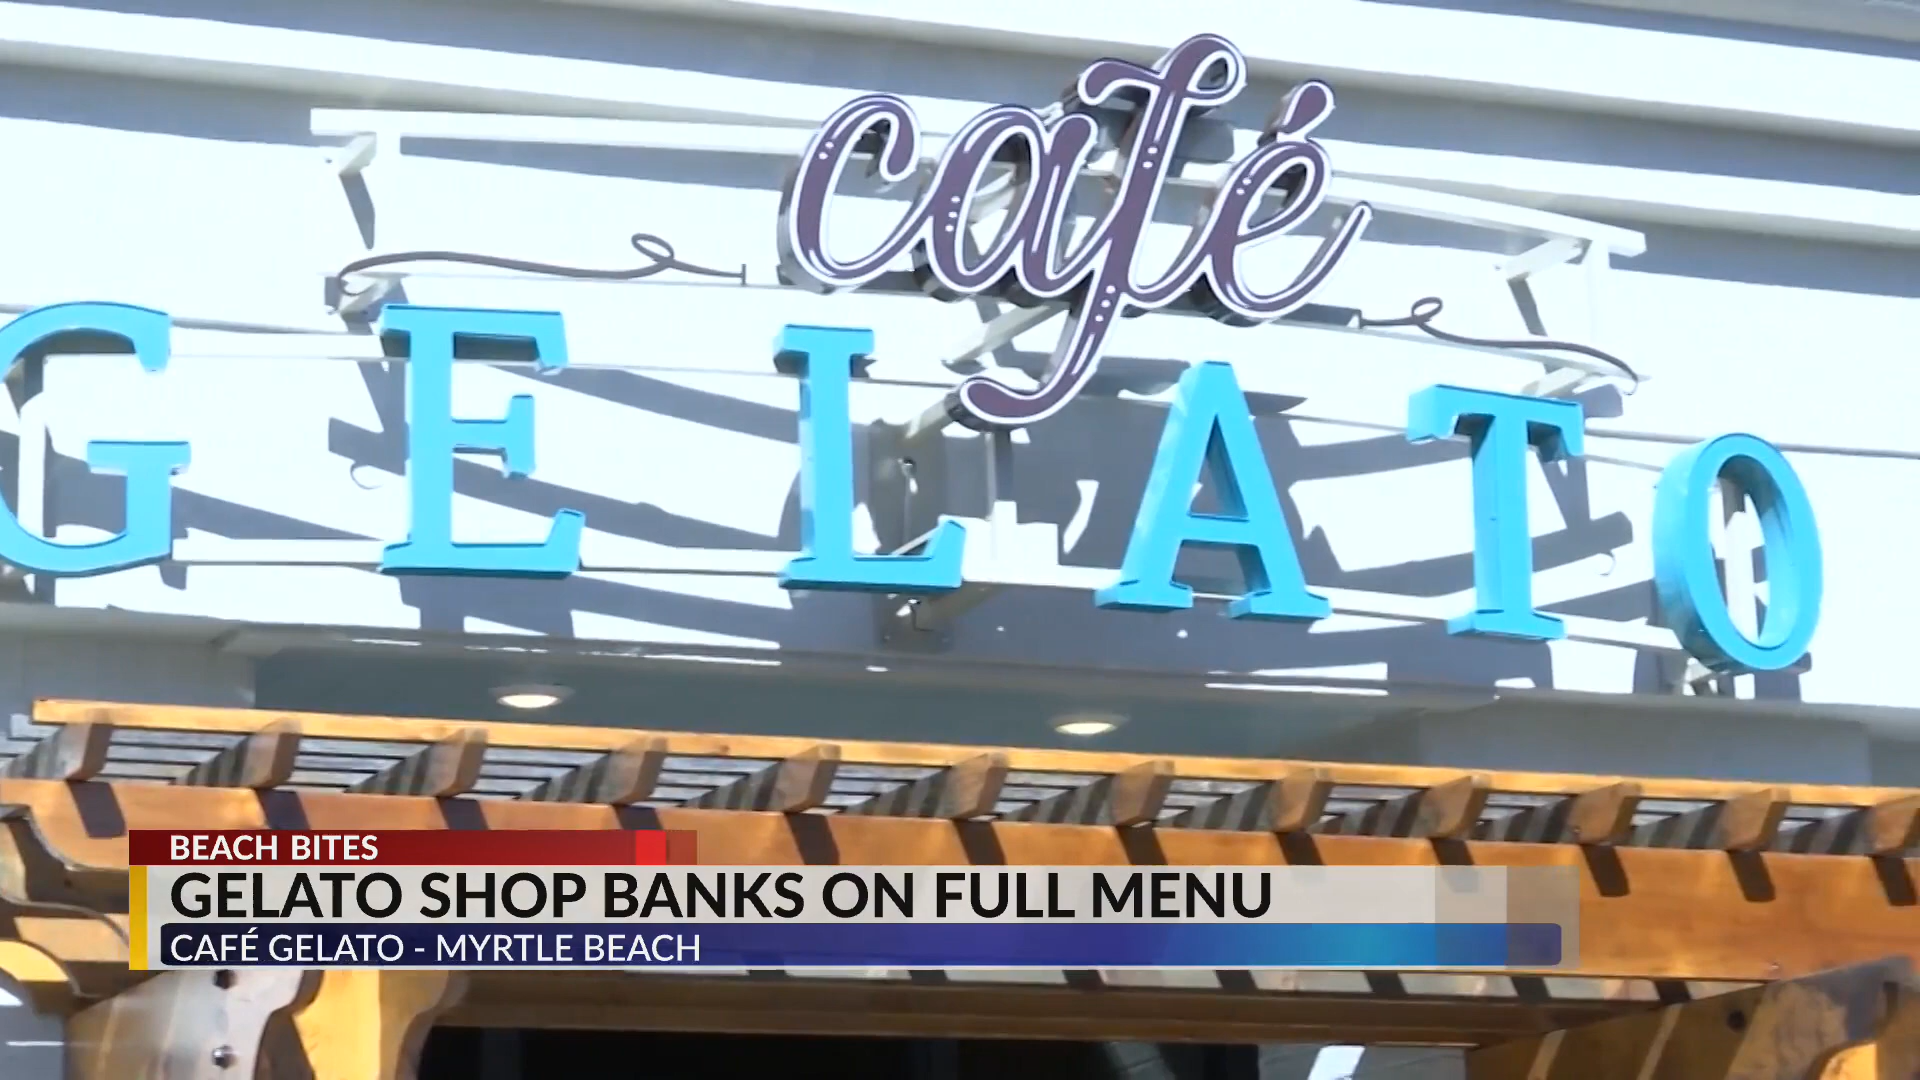 café
GELATO
BEACH BITES
GELATO SHOP BANKS ON FULL MENU
CAFÉ GELATO - MYRTLE BEACH